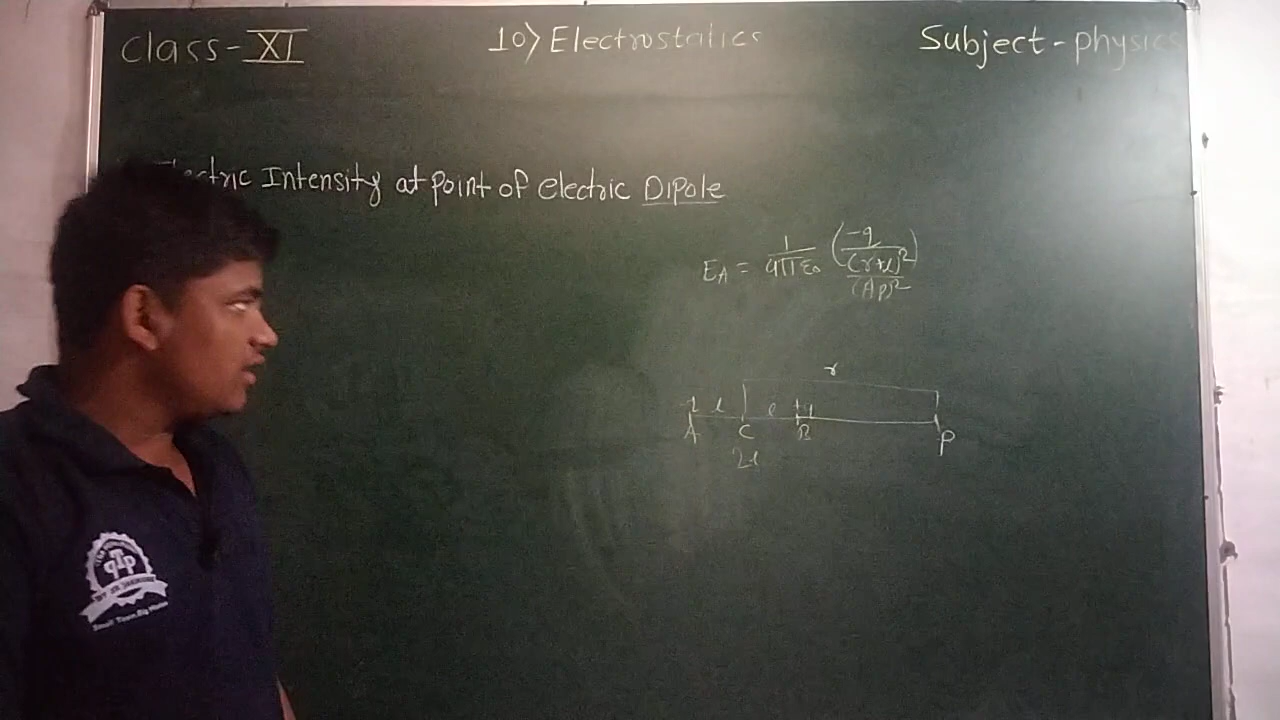 Class-XI
10) Electrostatics
Subject-physics
Electric Intensity at point of electric Dipole
E_A = 1/4πε₀ (-q/(r+l)²)
(AP)²
r
l l +q
A C B P
2l